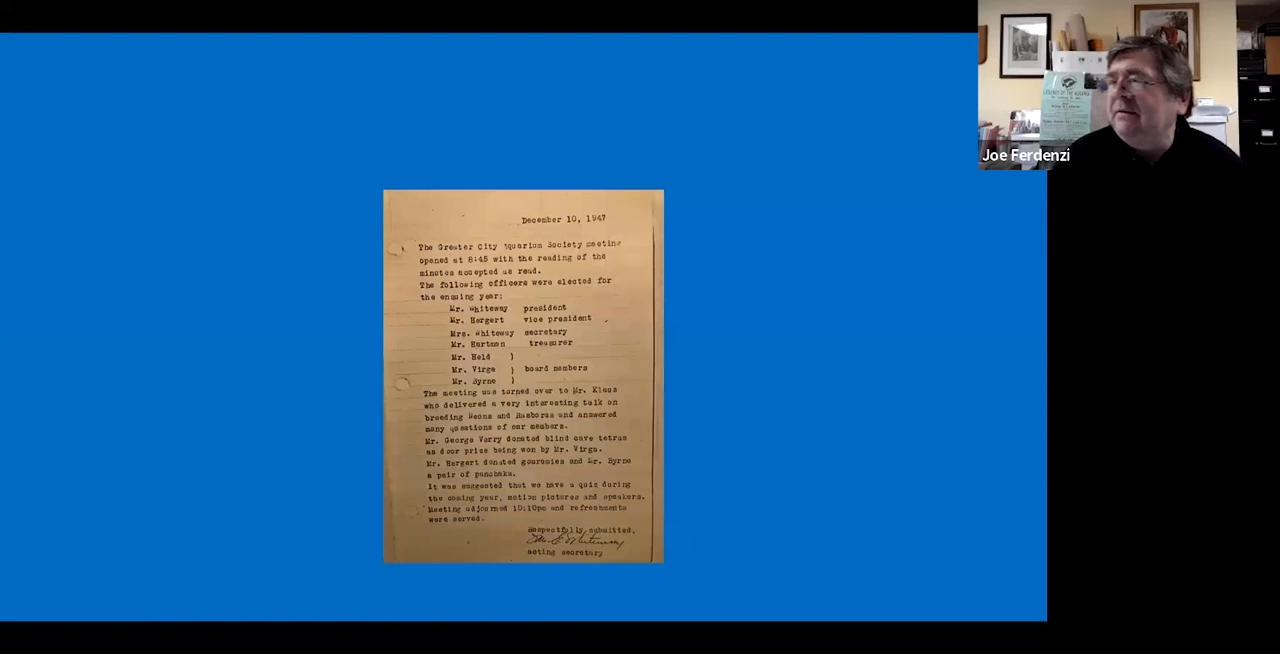 December 10, 1947
The Greater City Aquarium Society meeting
opened at 8:45 with the reading of the
minutes accepted as read.
The following officers were elected for
the ensuing year:
Mr. Whiteway president
Mr. Hergert vice president
Mrs. Whiteway secretary
Mr. Hartman treasurer
Mr. Held )
Mr. Virga ) board members
Mr. Byrne )
The meeting was turned over to Mr. Klaus
who delivered a very interesting talk on
breeding Neons and Rasboras and answered
many questions of our members.
Mr. George Verry donated blind cave tetras
as door prize being won by Mr. Virga.
Mr. Hergert donated gouramies and Mr. Byrne
a pair of panchaks.
It was suggested that we have a quiz during
the coming year, motion pictures and speakers.
Meeting adjourned 10:10pm and refreshments
were served.
Respectfully submitted,
Whiteway
acting secretary
LEGENDS OF THE
Joe Ferdenzi